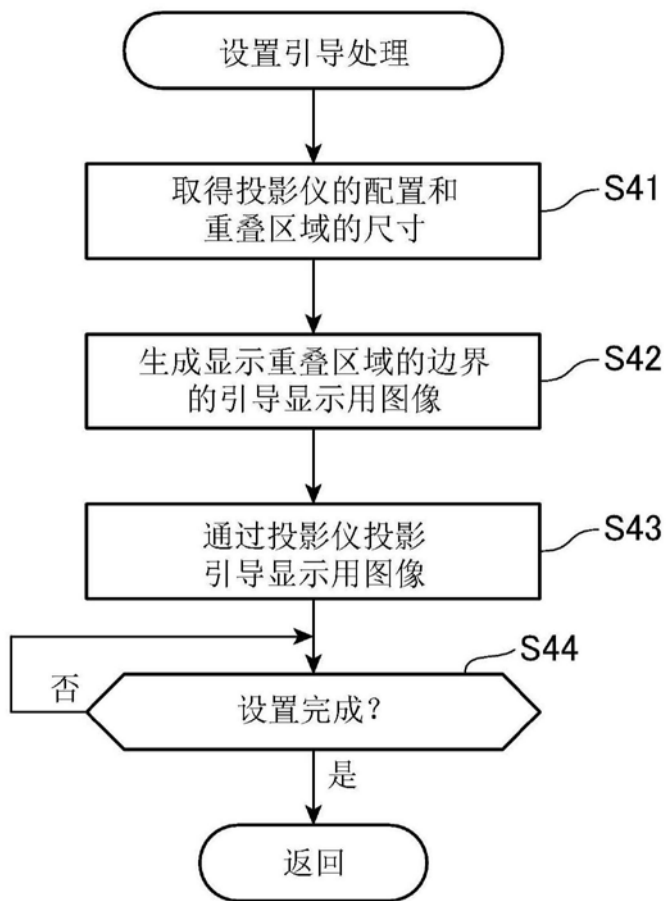 设置引导处理
取得投影仪的配置和
重叠区域的尺寸
S41
生成显示重叠区域的边界
的引导显示用图像
S42
通过投影仪投影
引导显示用图像
S43
S44
否
设置完成?
是
返回